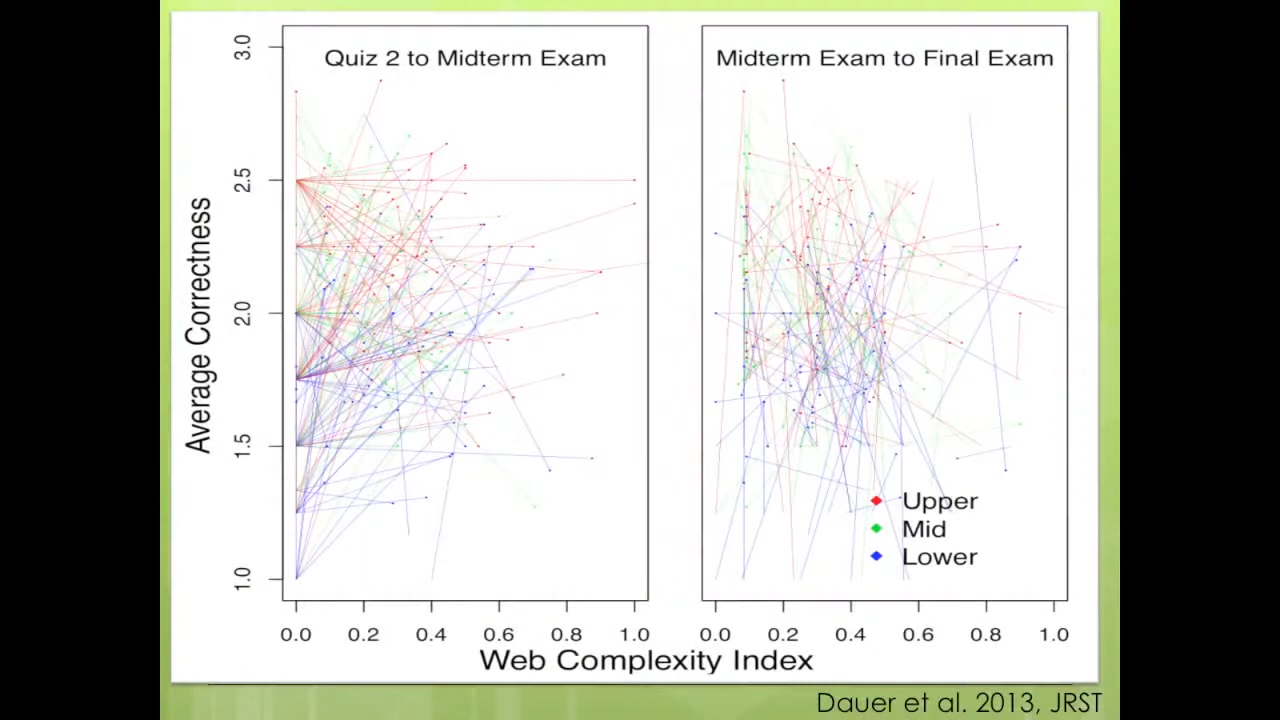 Quiz 2 to Midterm Exam
Midterm Exam to Final Exam
Average Correctness
3.0
2.5
2.0
1.5
1.0
Upper
Mid
Lower
0.0 0.2 0.4 0.6 0.8 1.0
0.0 0.2 0.4 0.6 0.8 1.0
Web Complexity Index
Dauer et al. 2013, JRST